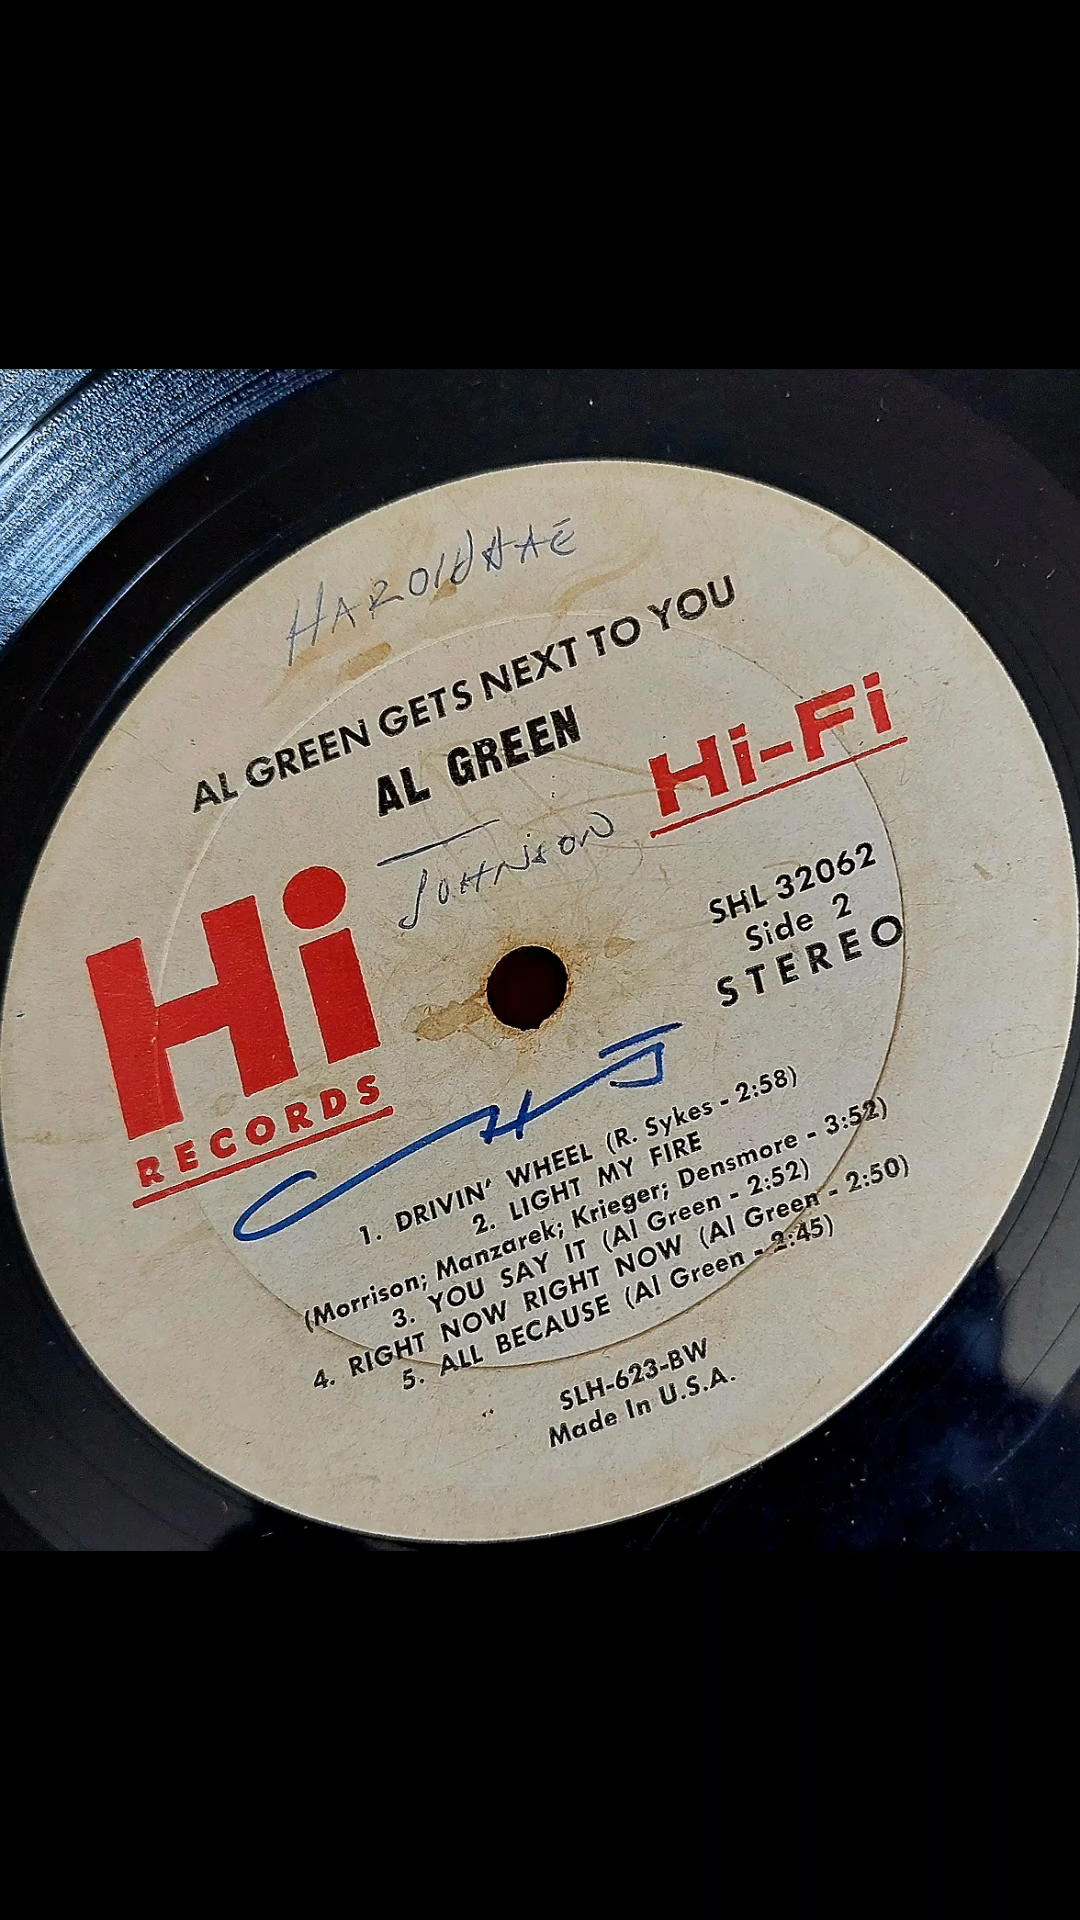 AL GREEN GETS NEXT TO YOU
AL GREEN
Hi-Fi
JOHNSON
Hi
RECORDS
SHL 32062
Side 2
STEREO
1. DRIVIN' WHEEL (R. Sykes - 2:58)
2. LIGHT MY FIRE
(Morrison; Manzarek; Krieger; Densmore - 3:52)
3. YOU SAY IT (Al Green - 2:52)
4. RIGHT NOW RIGHT NOW (Al Green - 2:50)
5. ALL BECAUSE (Al Green - 2:45)
SLH-623-BW
Made In U.S.A.